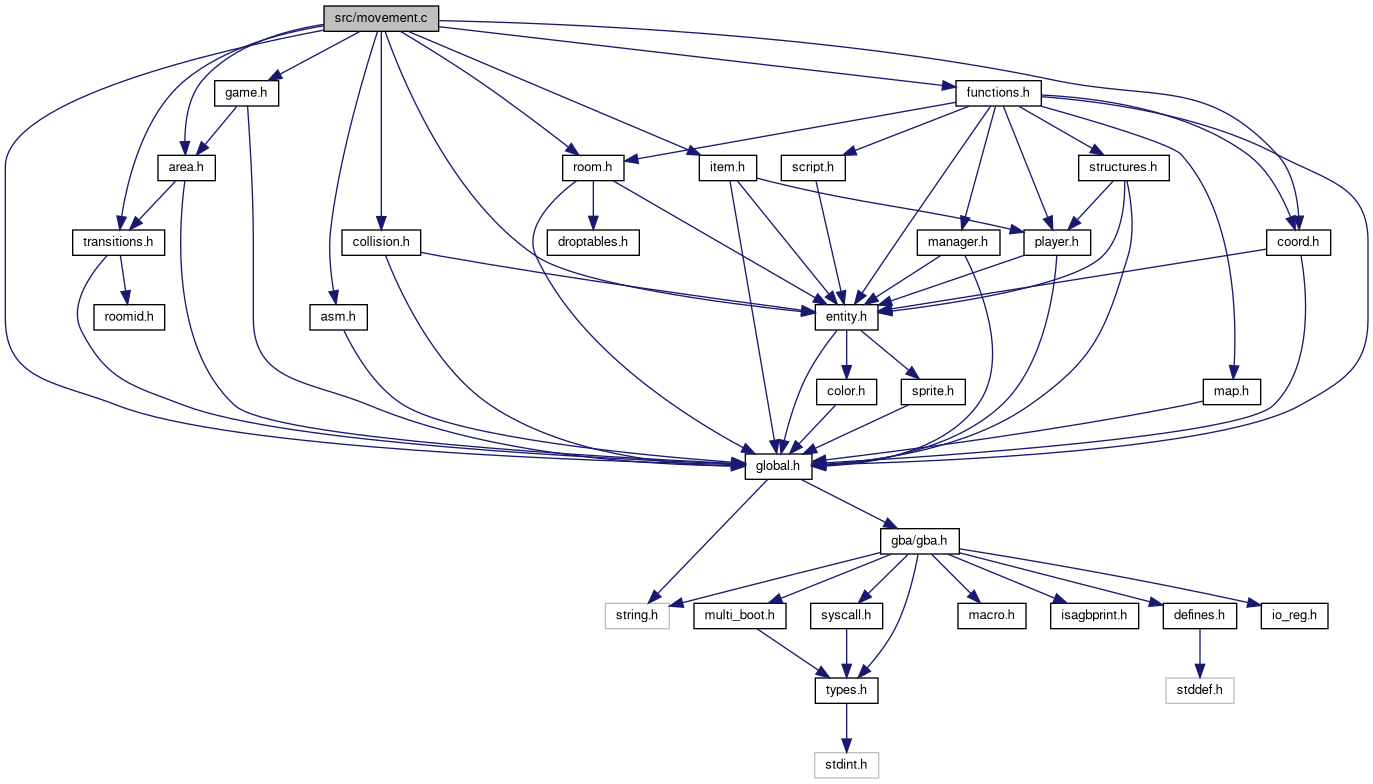 src/movement.c
game.h
functions.h
area.h
room.h
item.h
script.h
structures.h
transitions.h
collision.h
droptables.h
manager.h
player.h
coord.h
roomid.h
asm.h
entity.h
color.h
sprite.h
map.h
global.h
gba/gba.h
string.h
multi_boot.h
syscall.h
macro.h
isagbprint.h
defines.h
io_reg.h
types.h
stddef.h
stdint.h